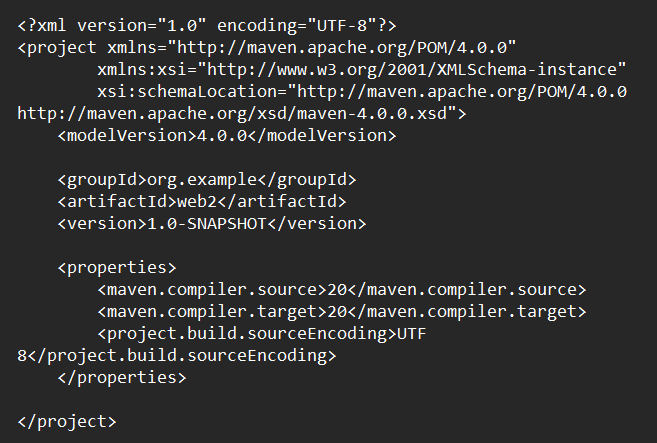 <?xml version="1.0" encoding="UTF-8"?>
<project xmlns="http://maven.apache.org/POM/4.0.0"
         xmlns:xsi="http://www.w3.org/2001/XMLSchema-instance"
         xsi:schemaLocation="http://maven.apache.org/POM/4.0.0
http://maven.apache.org/xsd/maven-4.0.0.xsd">
    <modelVersion>4.0.0</modelVersion>

    <groupId>org.example</groupId>
    <artifactId>web2</artifactId>
    <version>1.0-SNAPSHOT</version>

    <properties>
        <maven.compiler.source>20</maven.compiler.source>
        <maven.compiler.target>20</maven.compiler.target>
        <project.build.sourceEncoding>UTF
8</project.build.sourceEncoding>
    </properties>

</project>